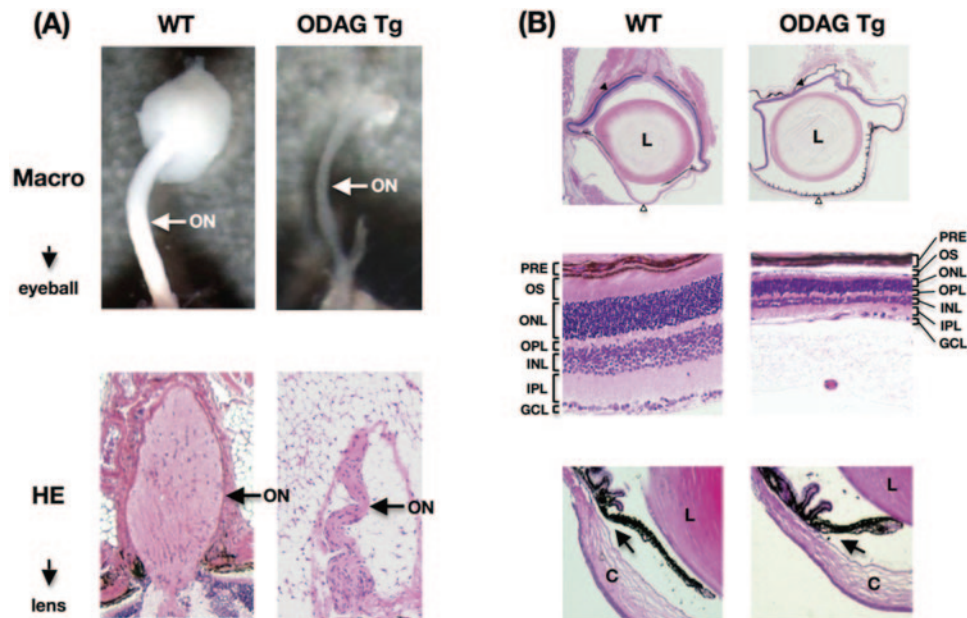 (A) WT ODAG Tg
Macro
eyeball
ON
ON
HE
lens
ON
ON
(B) WT ODAG Tg
L
L
PRE
OS
ONL
OPL
INL
IPL
GCL
PRE
OS
ONL
OPL
INL
IPL
GCL
L
C
L
C